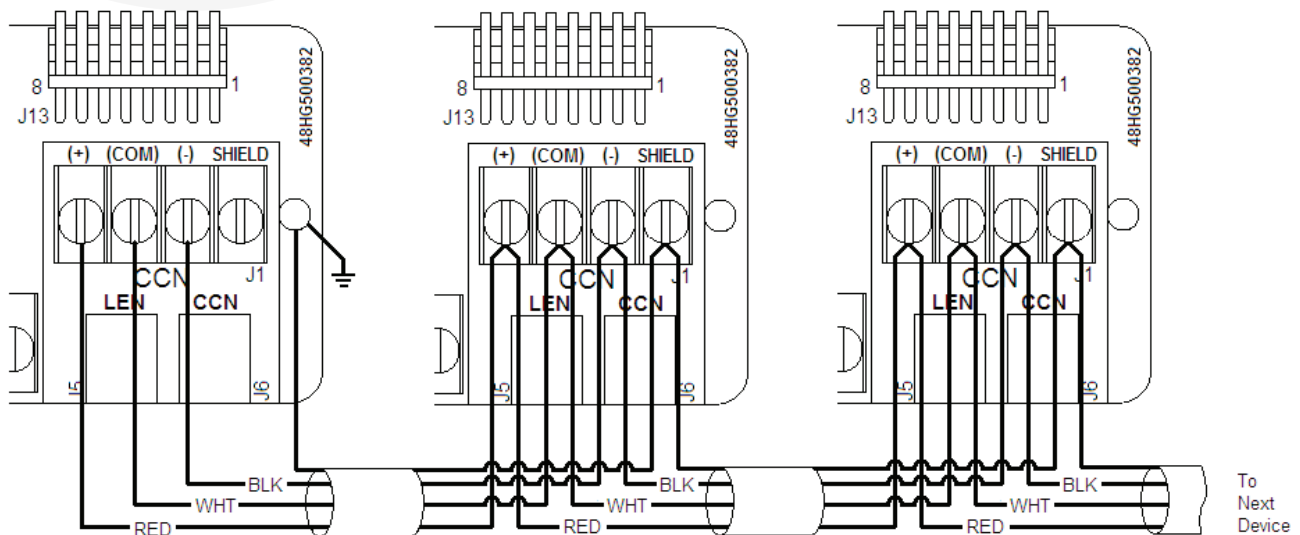 8
1
J13
48HG500382
(+) (COM) (-) SHIELD
J1
CCN
LEN
CCN
J5
J6
BLK
WHT
RED
8
1
J13
48HG500382
(+) (COM) (-) SHIELD
J1
CCN
LEN
CCN
J5
J6
BLK
WHT
RED
8
1
J13
48HG500382
(+) (COM) (-) SHIELD
J1
CCN
LEN
CCN
J5
J6
BLK
WHT
RED
To
Next
Device